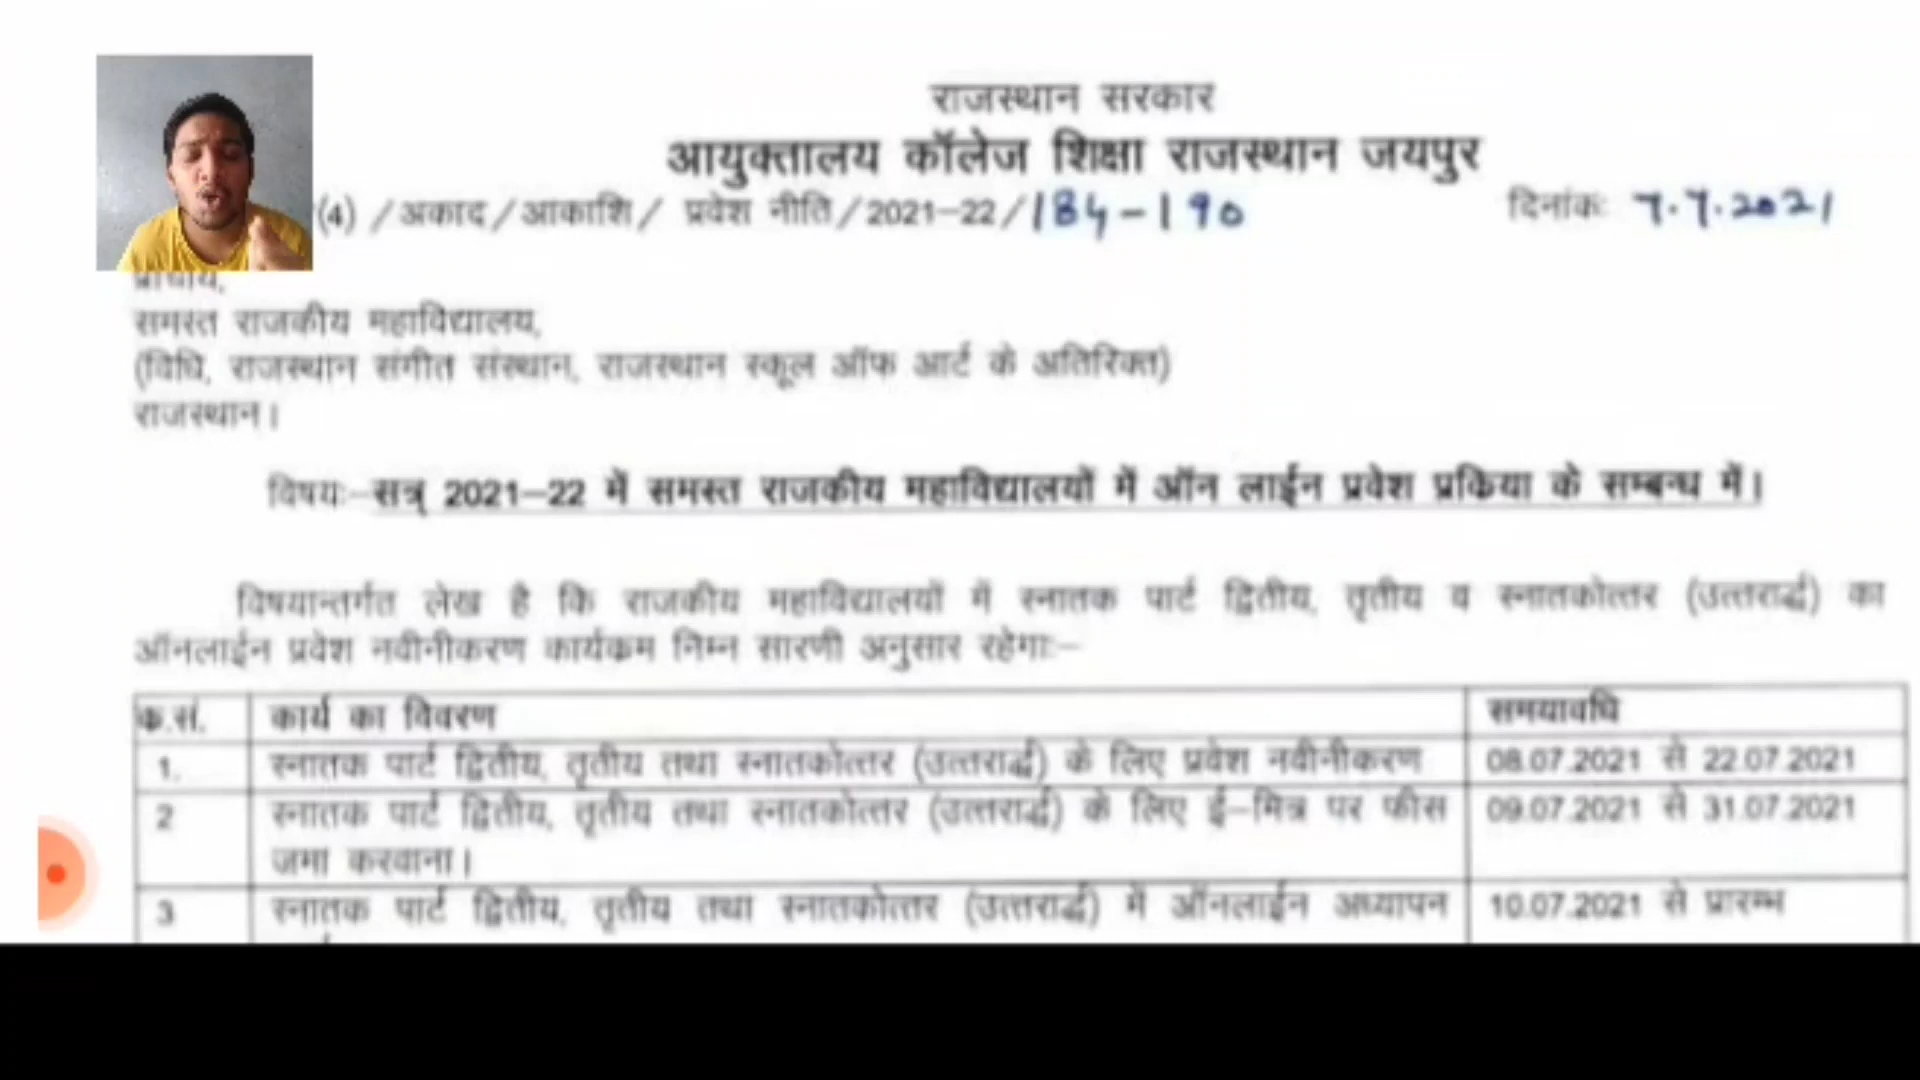 राजस्थान सरकार
आयुक्तालय कॉलेज शिक्षा राजस्थान जयपुर
(4) /अकाद/आकाशि/ प्रवेश नीति/2021–22/184-190 दिनांकः 7.7.2021
प्राचार्य,
समस्त राजकीय महाविद्यालय,
(विधि, राजस्थान संगीत संस्थान, राजस्थान स्कूल ऑफ आर्ट के अतिरिक्त)
राजस्थान।
विषयः–सत्र् 2021–22 में समस्त राजकीय महाविद्यालयों में ऑन लाईन प्रवेश प्रकिया के सम्बन्ध में।
विषयान्तर्गत लेख है कि राजकीय महाविद्यालयों में स्नातक पार्ट द्वितीय, तृतीय व स्नातकोत्तर (उत्तरार्द्ध) का
ऑनलाईन प्रवेश नवीनीकरण कार्यकम निम्न सारणी अनुसार रहेगाः–
क.सं. कार्य का विवरण समयावधि
1. स्नातक पार्ट द्वितीय, तृतीय तथा स्नातकोत्तर (उत्तरार्द्ध) के लिए प्रवेश नवीनीकरण 08.07.2021 से 22.07.2021
2 स्नातक पार्ट द्वितीय, तृतीय तथा स्नातकोत्तर (उत्तरार्द्ध) के लिए ई–मित्र पर फीस 09.07.2021 से 31.07.2021
जमा करवाना।
3 स्नातक पार्ट द्वितीय, तृतीय तथा स्नातकोत्तर (उत्तरार्द्ध) में ऑनलाईन अध्यापन 10.07.2021 से प्रारम्भ